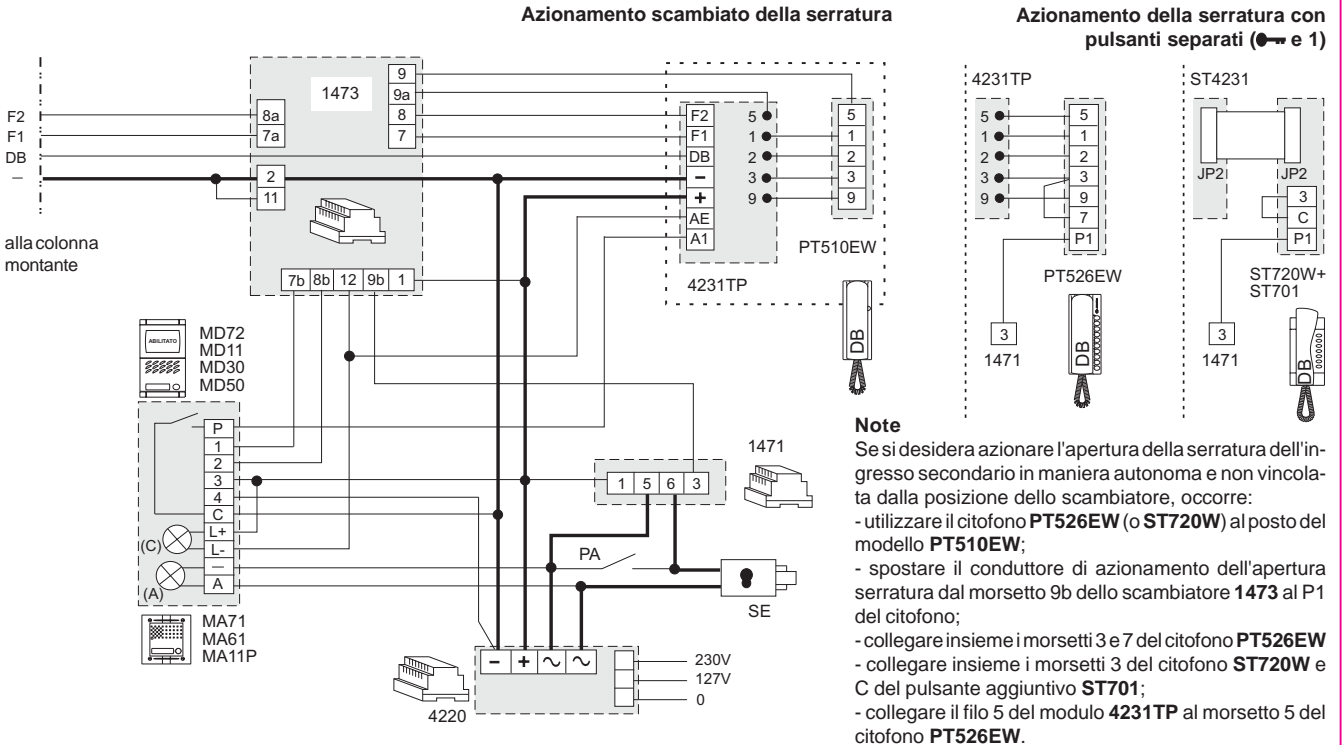 Azionamento scambiato della serratura
Azionamento della serratura con
pulsanti separati ( e 1)
F2
F1
DB
—
alla colonna
montante
1473
8a
7a
2
11
9
9a
8
7
7b 8b 12 9b 1
F2
F1
DB
–
+
AE
A1
5
1
2
3
9
5
1
2
3
9
PT510EW
4231TP
DB
4231TP
5
1
2
3
9
5
1
2
3
9
7
P1
PT526EW
3
1471
DB
ST4231
JP2
JP2
3
C
P1
ST720W+
ST701
3
1471
DB
ABILITATO
MD72
MD11
MD30
MD50
P
1
2
3
4
C
L+
L-
—
A
(C)
(A)
MA71
MA61
MA11P
1471
1 5 6 3
PA
SE
– + ~ ~
230V
127V
0
4220
Note
Se si desidera azionare l'apertura della serratura dell'in-
gresso secondario in maniera autonoma e non vincola-
ta dalla posizione dello scambiatore, occorre:
- utilizzare il citofono PT526EW (o ST720W) al posto del
modello PT510EW;
- spostare il conduttore di azionamento dell'apertura
serratura dal morsetto 9b dello scambiatore 1473 al P1
del citofono;
- collegare insieme i morsetti 3 e 7 del citofono PT526EW
- collegare insieme i morsetti 3 del citofono ST720W e
C del pulsante aggiuntivo ST701;
- collegare il filo 5 del modulo 4231TP al morsetto 5 del
citofono PT526EW.